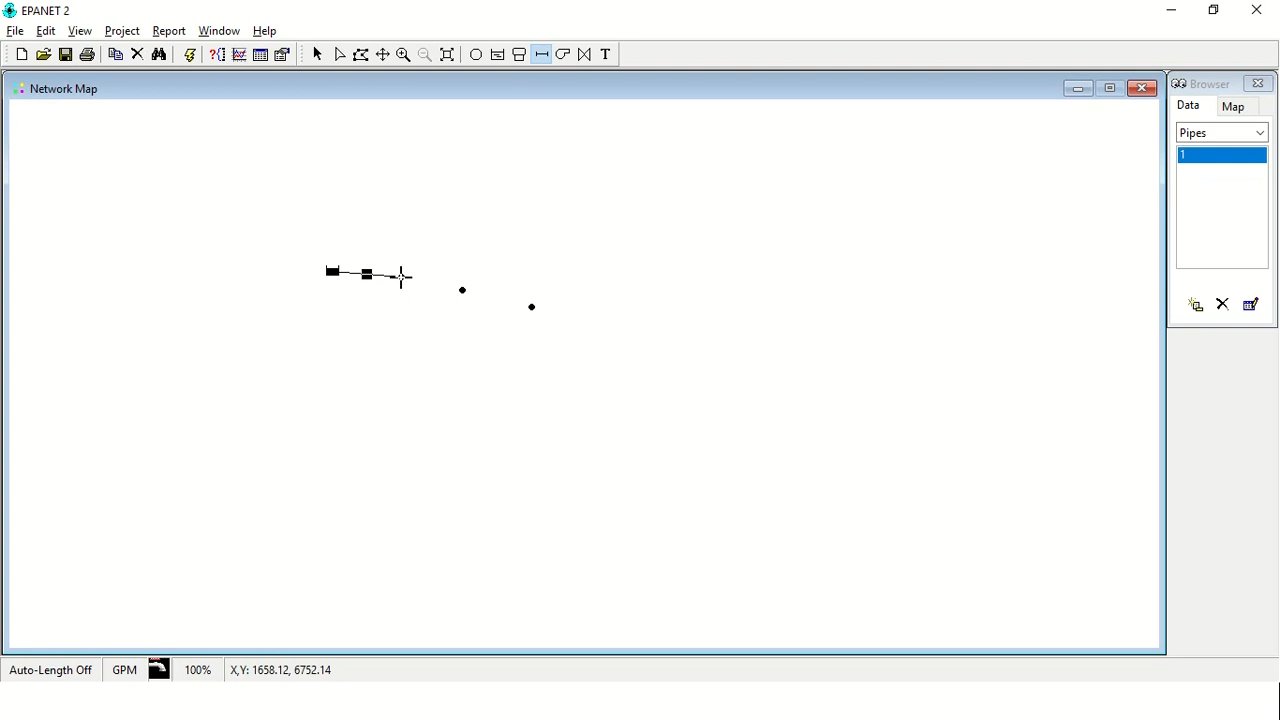 EPANET 2
File Edit View Project Report Window Help
Network Map
Browser
Data Map
Pipes
1
Auto-Length Off GPM 100% X,Y: 1658.12, 6752.14